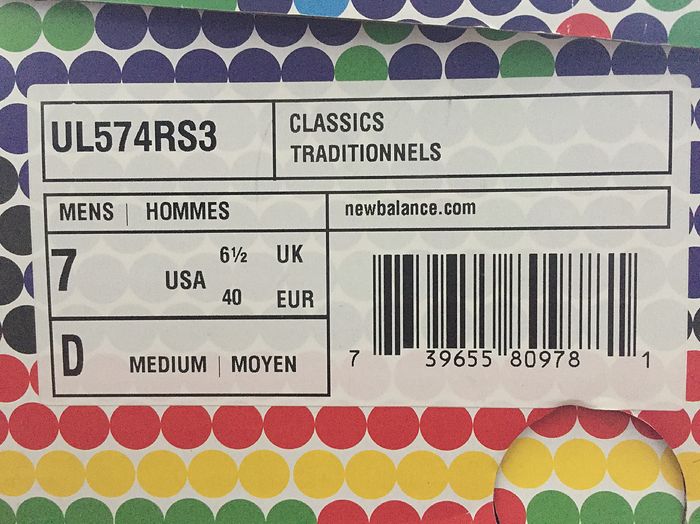 UL574RS3
CLASSICS
TRADITIONNELS
MENS | HOMMES
newbalance.com
7 USA 6½ UK
40 EUR
D MEDIUM | MOYEN
7 39655 80978 1